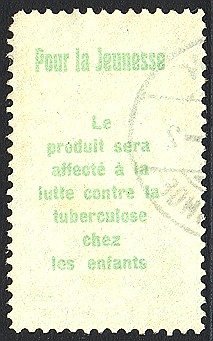 Pour la Jeunesse
Le
produit sera
affecté à la
lutte contre la
tuberculose
chez
les enfants